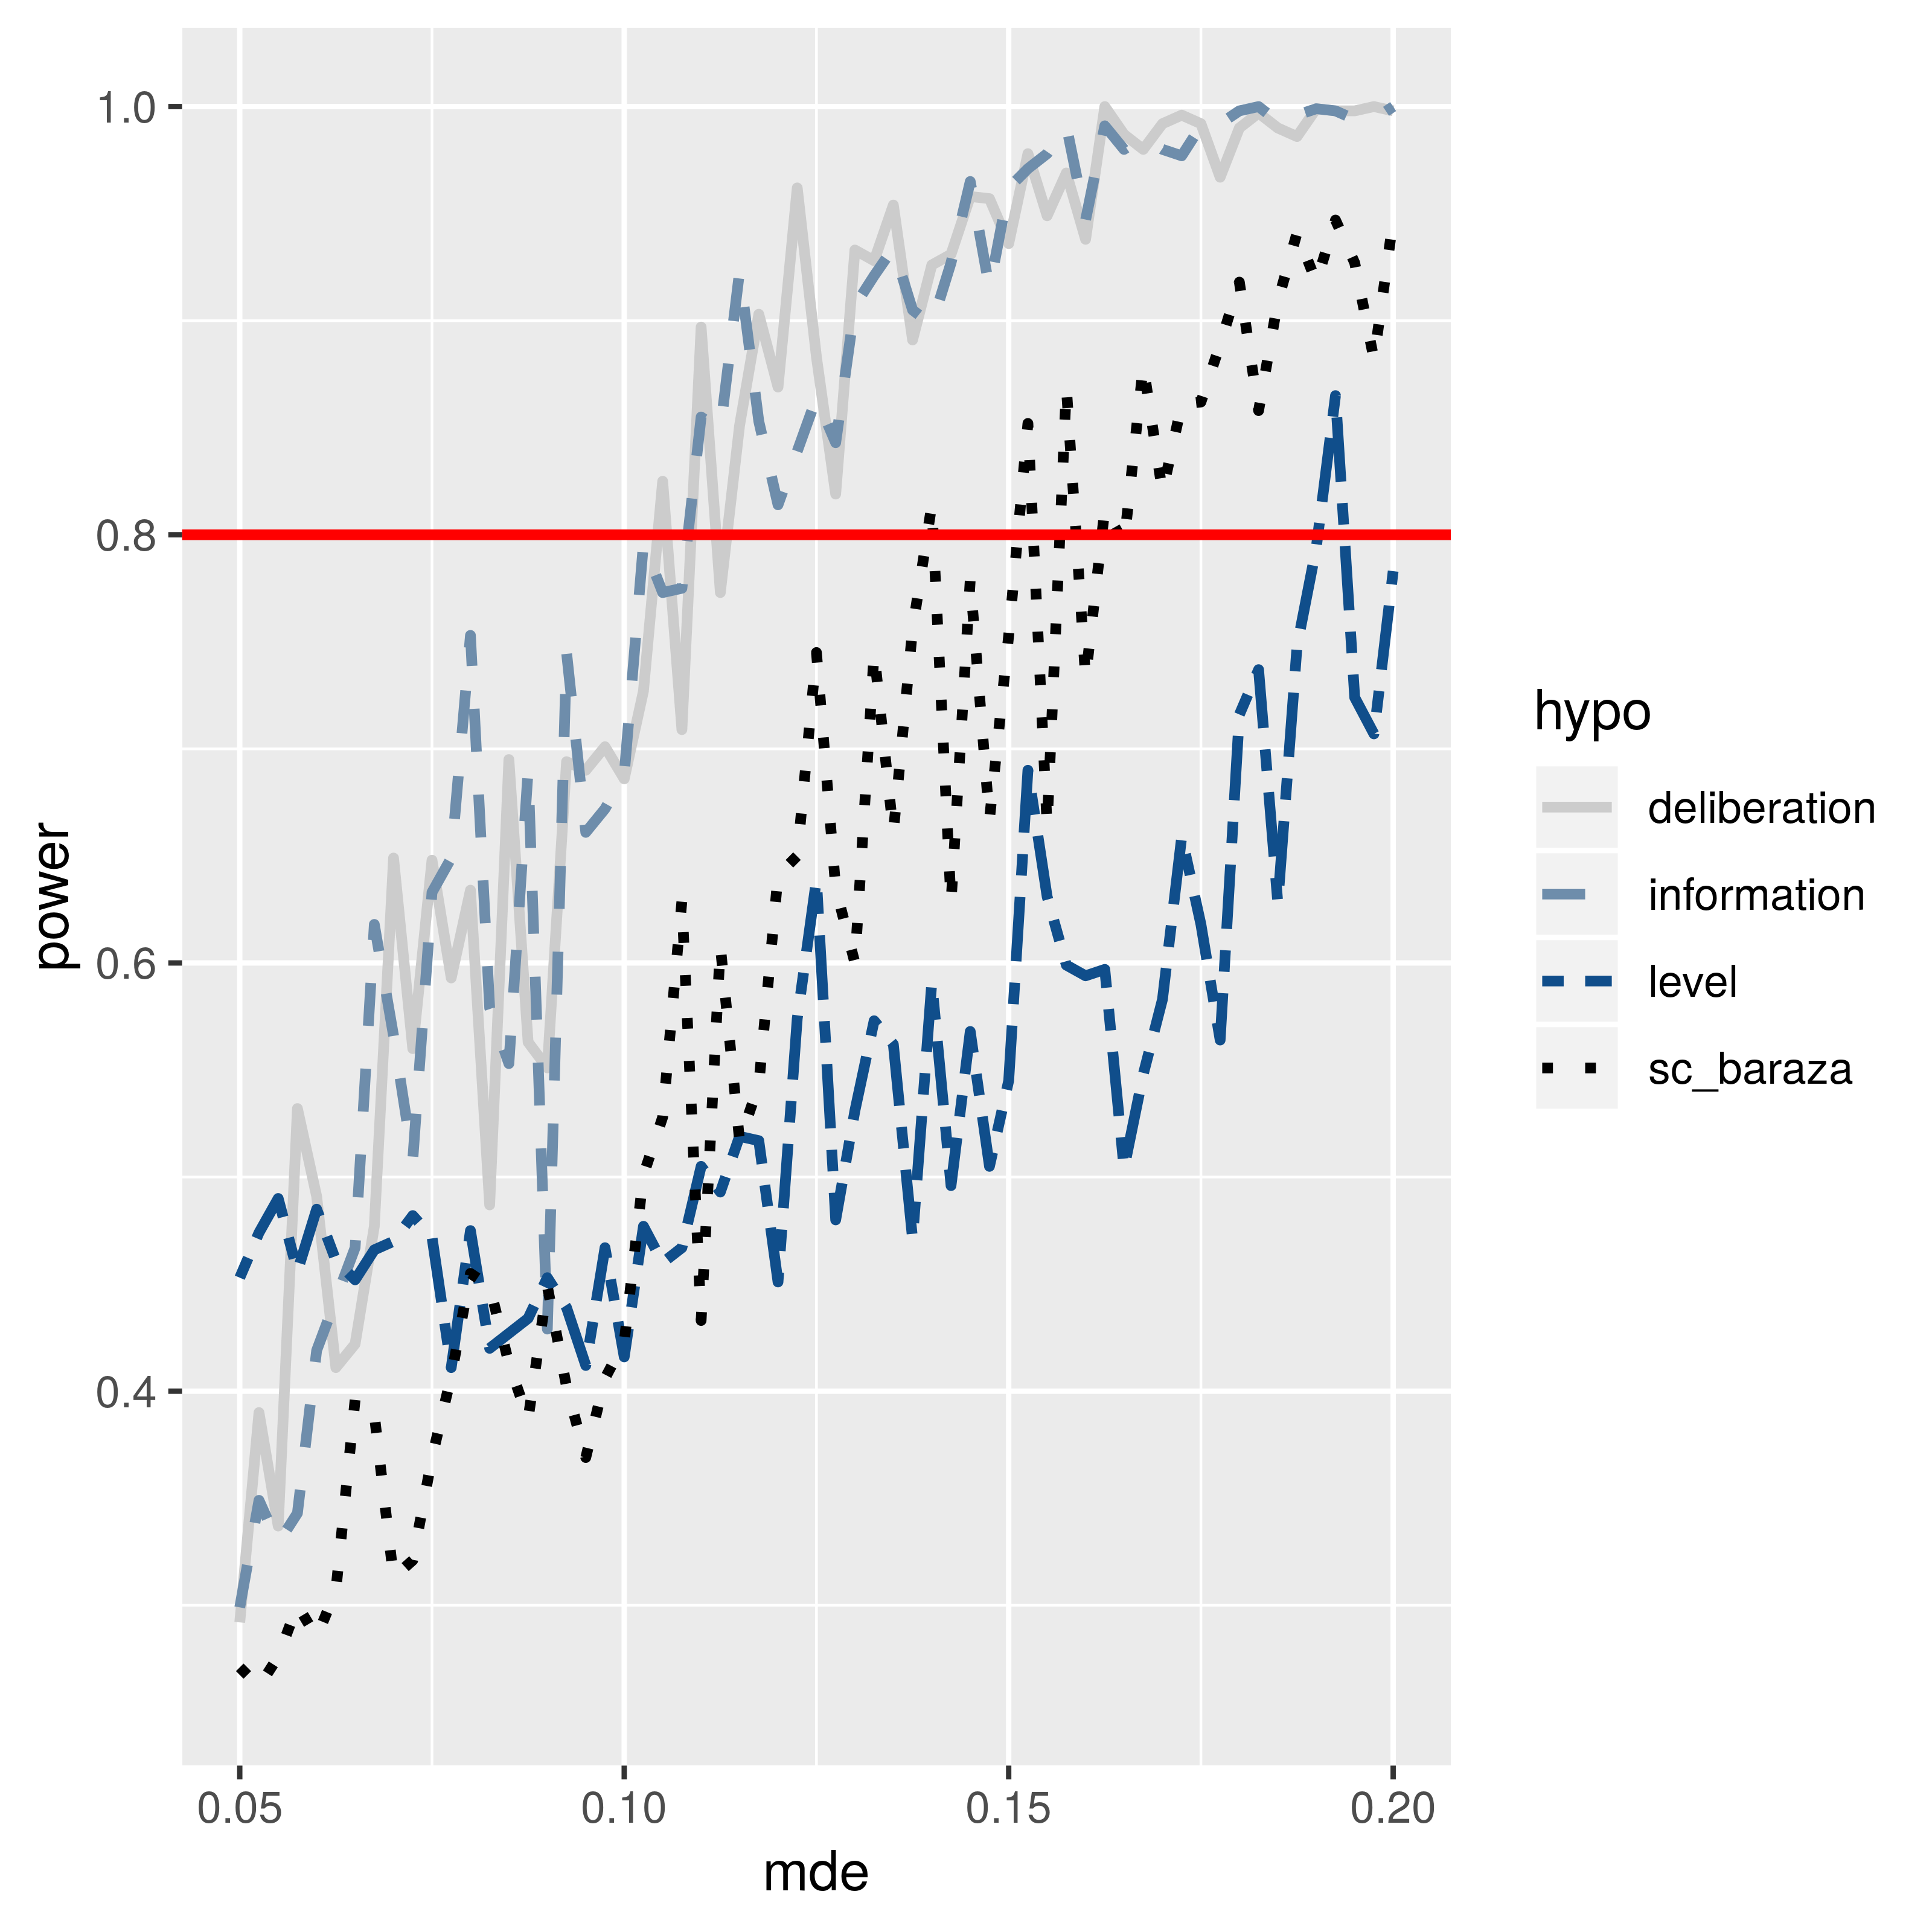 1.0
0.8
0.6
0.4
power
0.05 0.10 0.15 0.20
mde
hypo
deliberation
information
level
sc_baraza